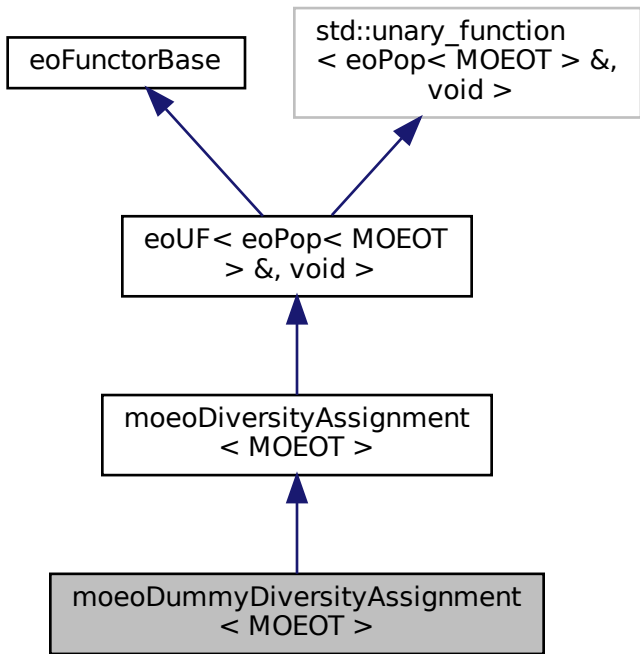 eoFunctorBase
std::unary_function
< eoPop< MOEOT > &,
void >
eoUF< eoPop< MOEOT
> &, void >
moeoDiversityAssignment
< MOEOT >
moeoDummyDiversityAssignment
< MOEOT >